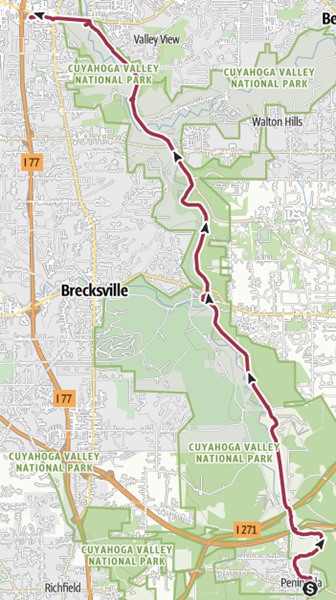 Be
Valley View
CUYAHOGA VALLEY
NATIONAL PARK
CUYAHOGA VALLEY
NATIONAL PARK
Walton Hills
I 77
Brecksville
I 77
CUYAHOGA VALLEY
NATIONAL PARK
CUYAHOGA VALLEY
NATIONAL PARK
I 271
CUYAHOGA VALLEY
NATIONAL PARK
Richfield
Peninsula
S